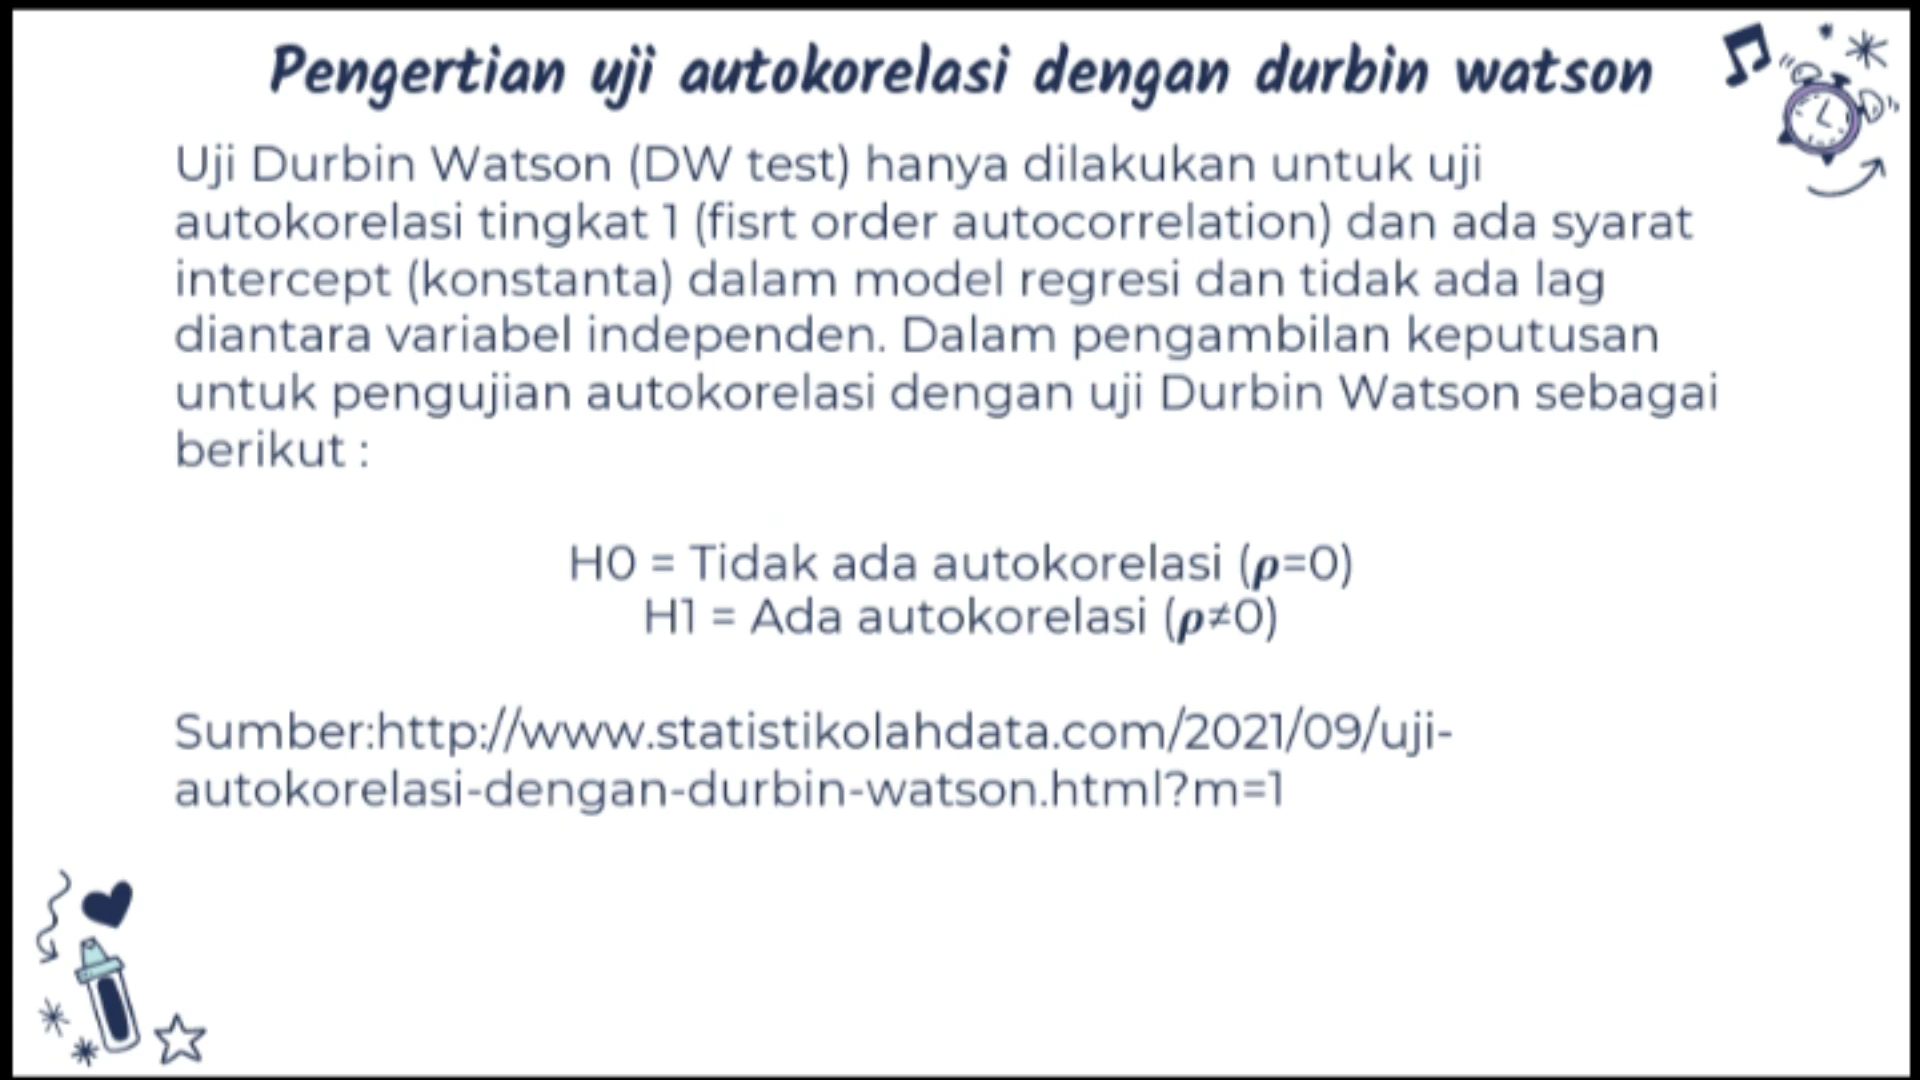 Pengertian uji autokorelasi dengan durbin watson
Uji Durbin Watson (DW test) hanya dilakukan untuk uji
autokorelasi tingkat 1 (fisrt order autocorrelation) dan ada syarat
intercept (konstanta) dalam model regresi dan tidak ada lag
diantara variabel independen. Dalam pengambilan keputusan
untuk pengujian autokorelasi dengan uji Durbin Watson sebagai
berikut :
H0 = Tidak ada autokorelasi (ρ=0)
H1 = Ada autokorelasi (ρ≠0)
Sumber:http://www.statistikolahdata.com/2021/09/uji-
autokorelasi-dengan-durbin-watson.html?m=1